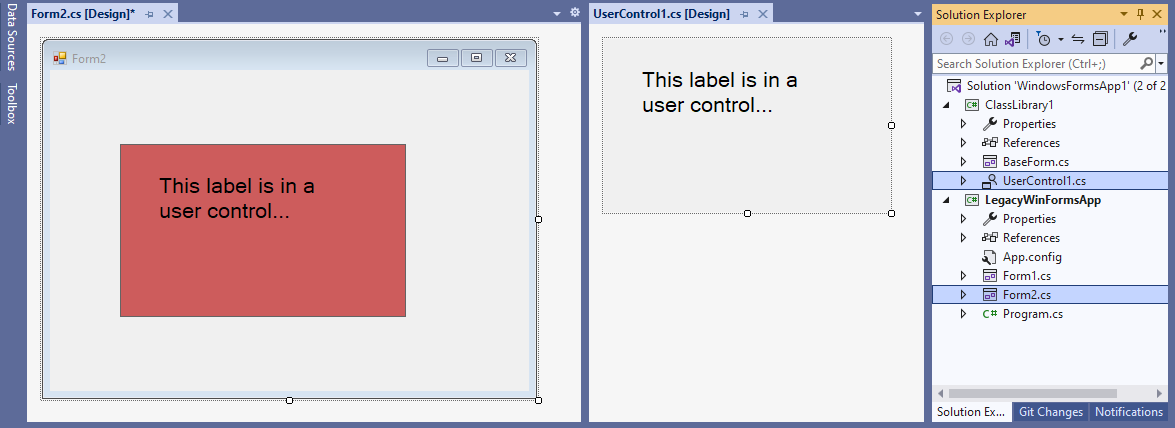 Data Sources
Toolbox
Form2.cs [Design]*
Form2
This label is in a
user control...
UserControl1.cs [Design]
This label is in a
user control...
Solution Explorer
Search Solution Explorer (Ctrl+;)
Solution 'WindowsFormsApp1' (2 of 2
C# ClassLibrary1
Properties
References
BaseForm.cs
UserControl1.cs
C# LegacyWinFormsApp
Properties
References
App.config
Form1.cs
Form2.cs
C# Program.cs
Solution Ex...
Git Changes
Notifications